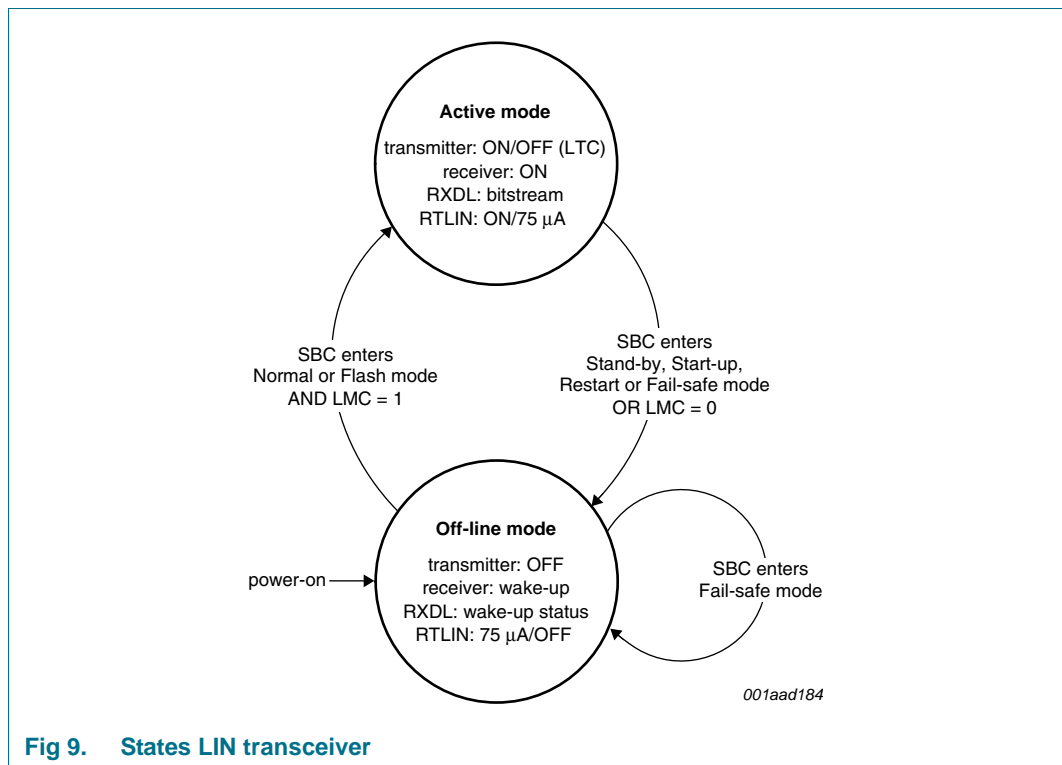 Active mode
transmitter: ON/OFF (LTC)
receiver: ON
RXDL: bitstream
RTLIN: ON/75 μA
SBC enters
Normal or Flash mode
AND LMC = 1
SBC enters
Stand-by, Start-up,
Restart or Fail-safe mode
OR LMC = 0
power-on
Off-line mode
transmitter: OFF
receiver: wake-up
RXDL: wake-up status
RTLIN: 75 μA/OFF
SBC enters
Fail-safe mode
001aad184
Fig 9. States LIN transceiver